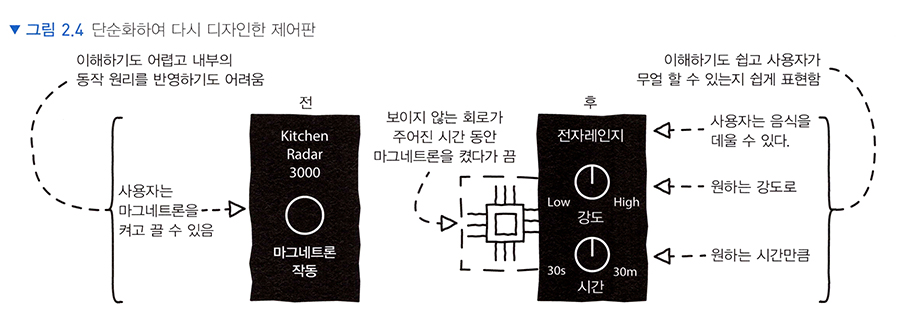 ▼ 그림 2.4 단순화하여 다시 디자인한 제어판
이해하기도 어렵고 내부의
동작 원리를 반영하기도 어려움
전
Kitchen
Radar
3000
마그네트론
작동
사용자는
마그네트론을
켜고 끌 수 있음
보이지 않는 회로가
주어진 시간 동안
마그네트론을 켰다가 끔
이해하기도 쉽고 사용자가
무얼 할 수 있는지 쉽게 표현함
후
전자레인지
Low High
강도
30s 30m
시간
사용자는 음식을
데울 수 있다.
원하는 강도로
원하는 시간만큼